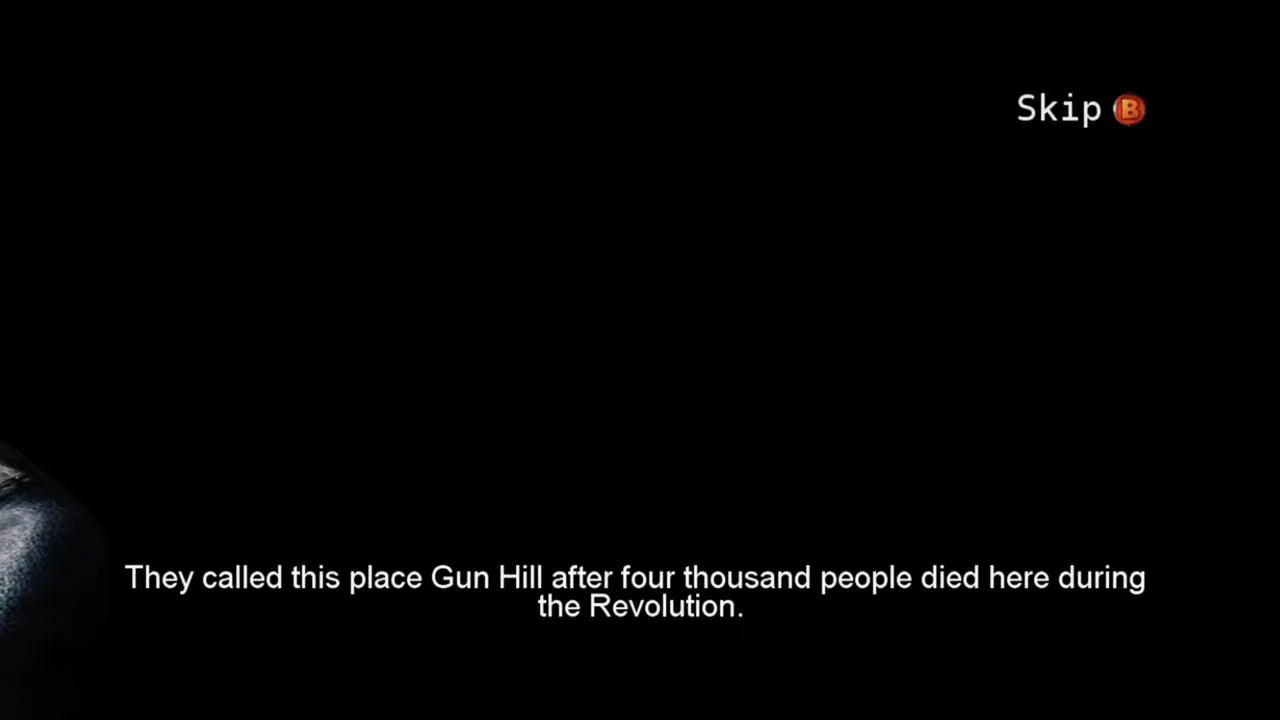 Skip B
They called this place Gun Hill after four thousand people died here during
the Revolution.